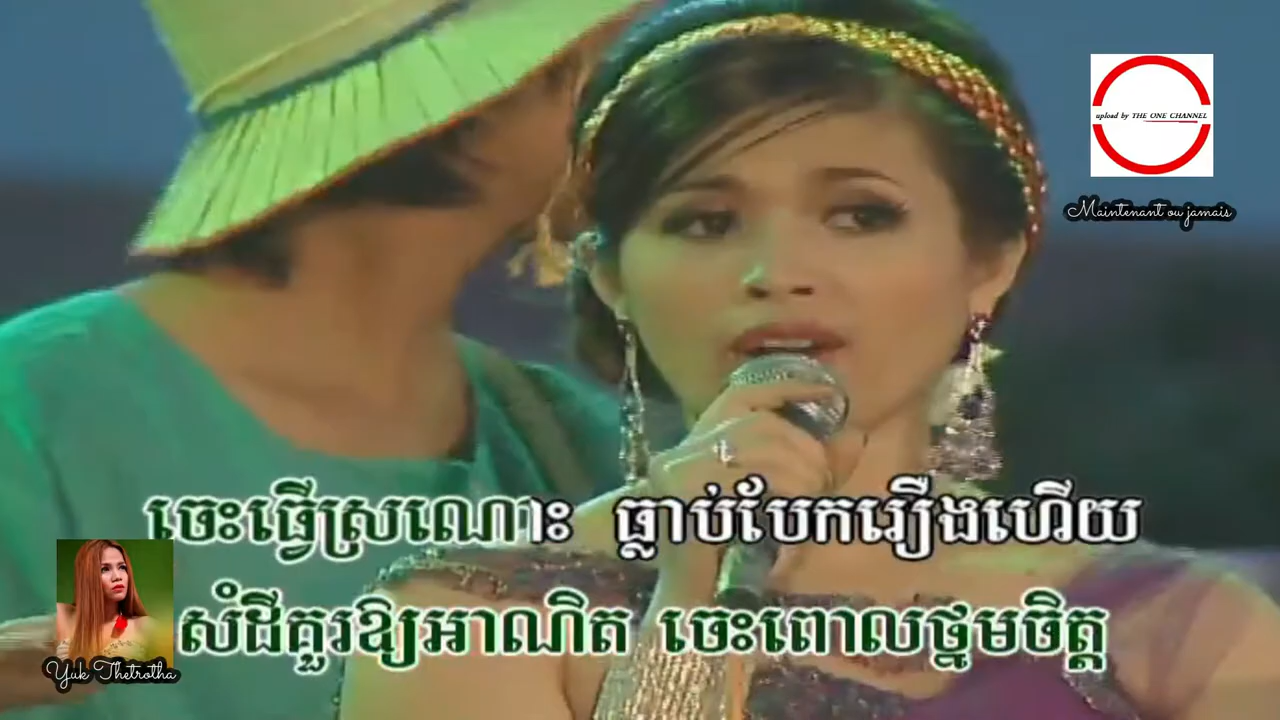 upload by THE ONE CHANNEL
Maintenant ou jamais
ចេះធ្វើស្រណោះ ធ្លាប់បែករឿងហើយ
សំដីគួរឱ្យអាណិត ចេះពោលថ្នមចិត្ត
Yuk Thetrotha